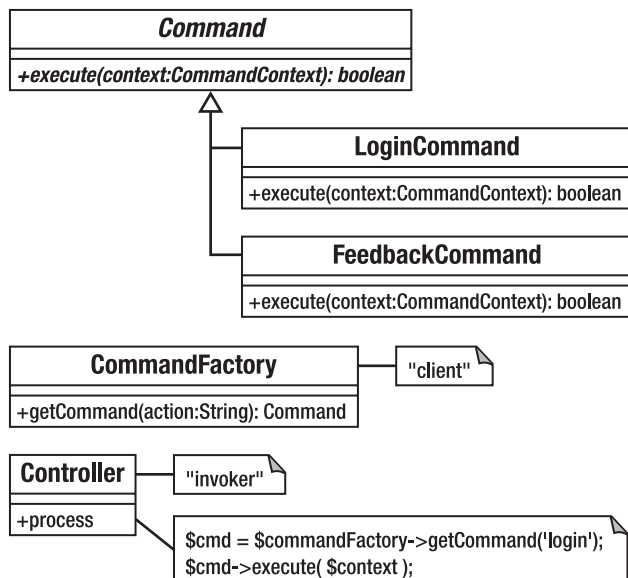 Command
+execute(context:CommandContext): boolean
LoginCommand
+execute(context:CommandContext): boolean
FeedbackCommand
+execute(context:CommandContext): boolean
CommandFactory
"client"
+getCommand(action:String): Command
Controller
"invoker"
+process
$cmd = $commandFactory->getCommand('login');
$cmd->execute( $context );